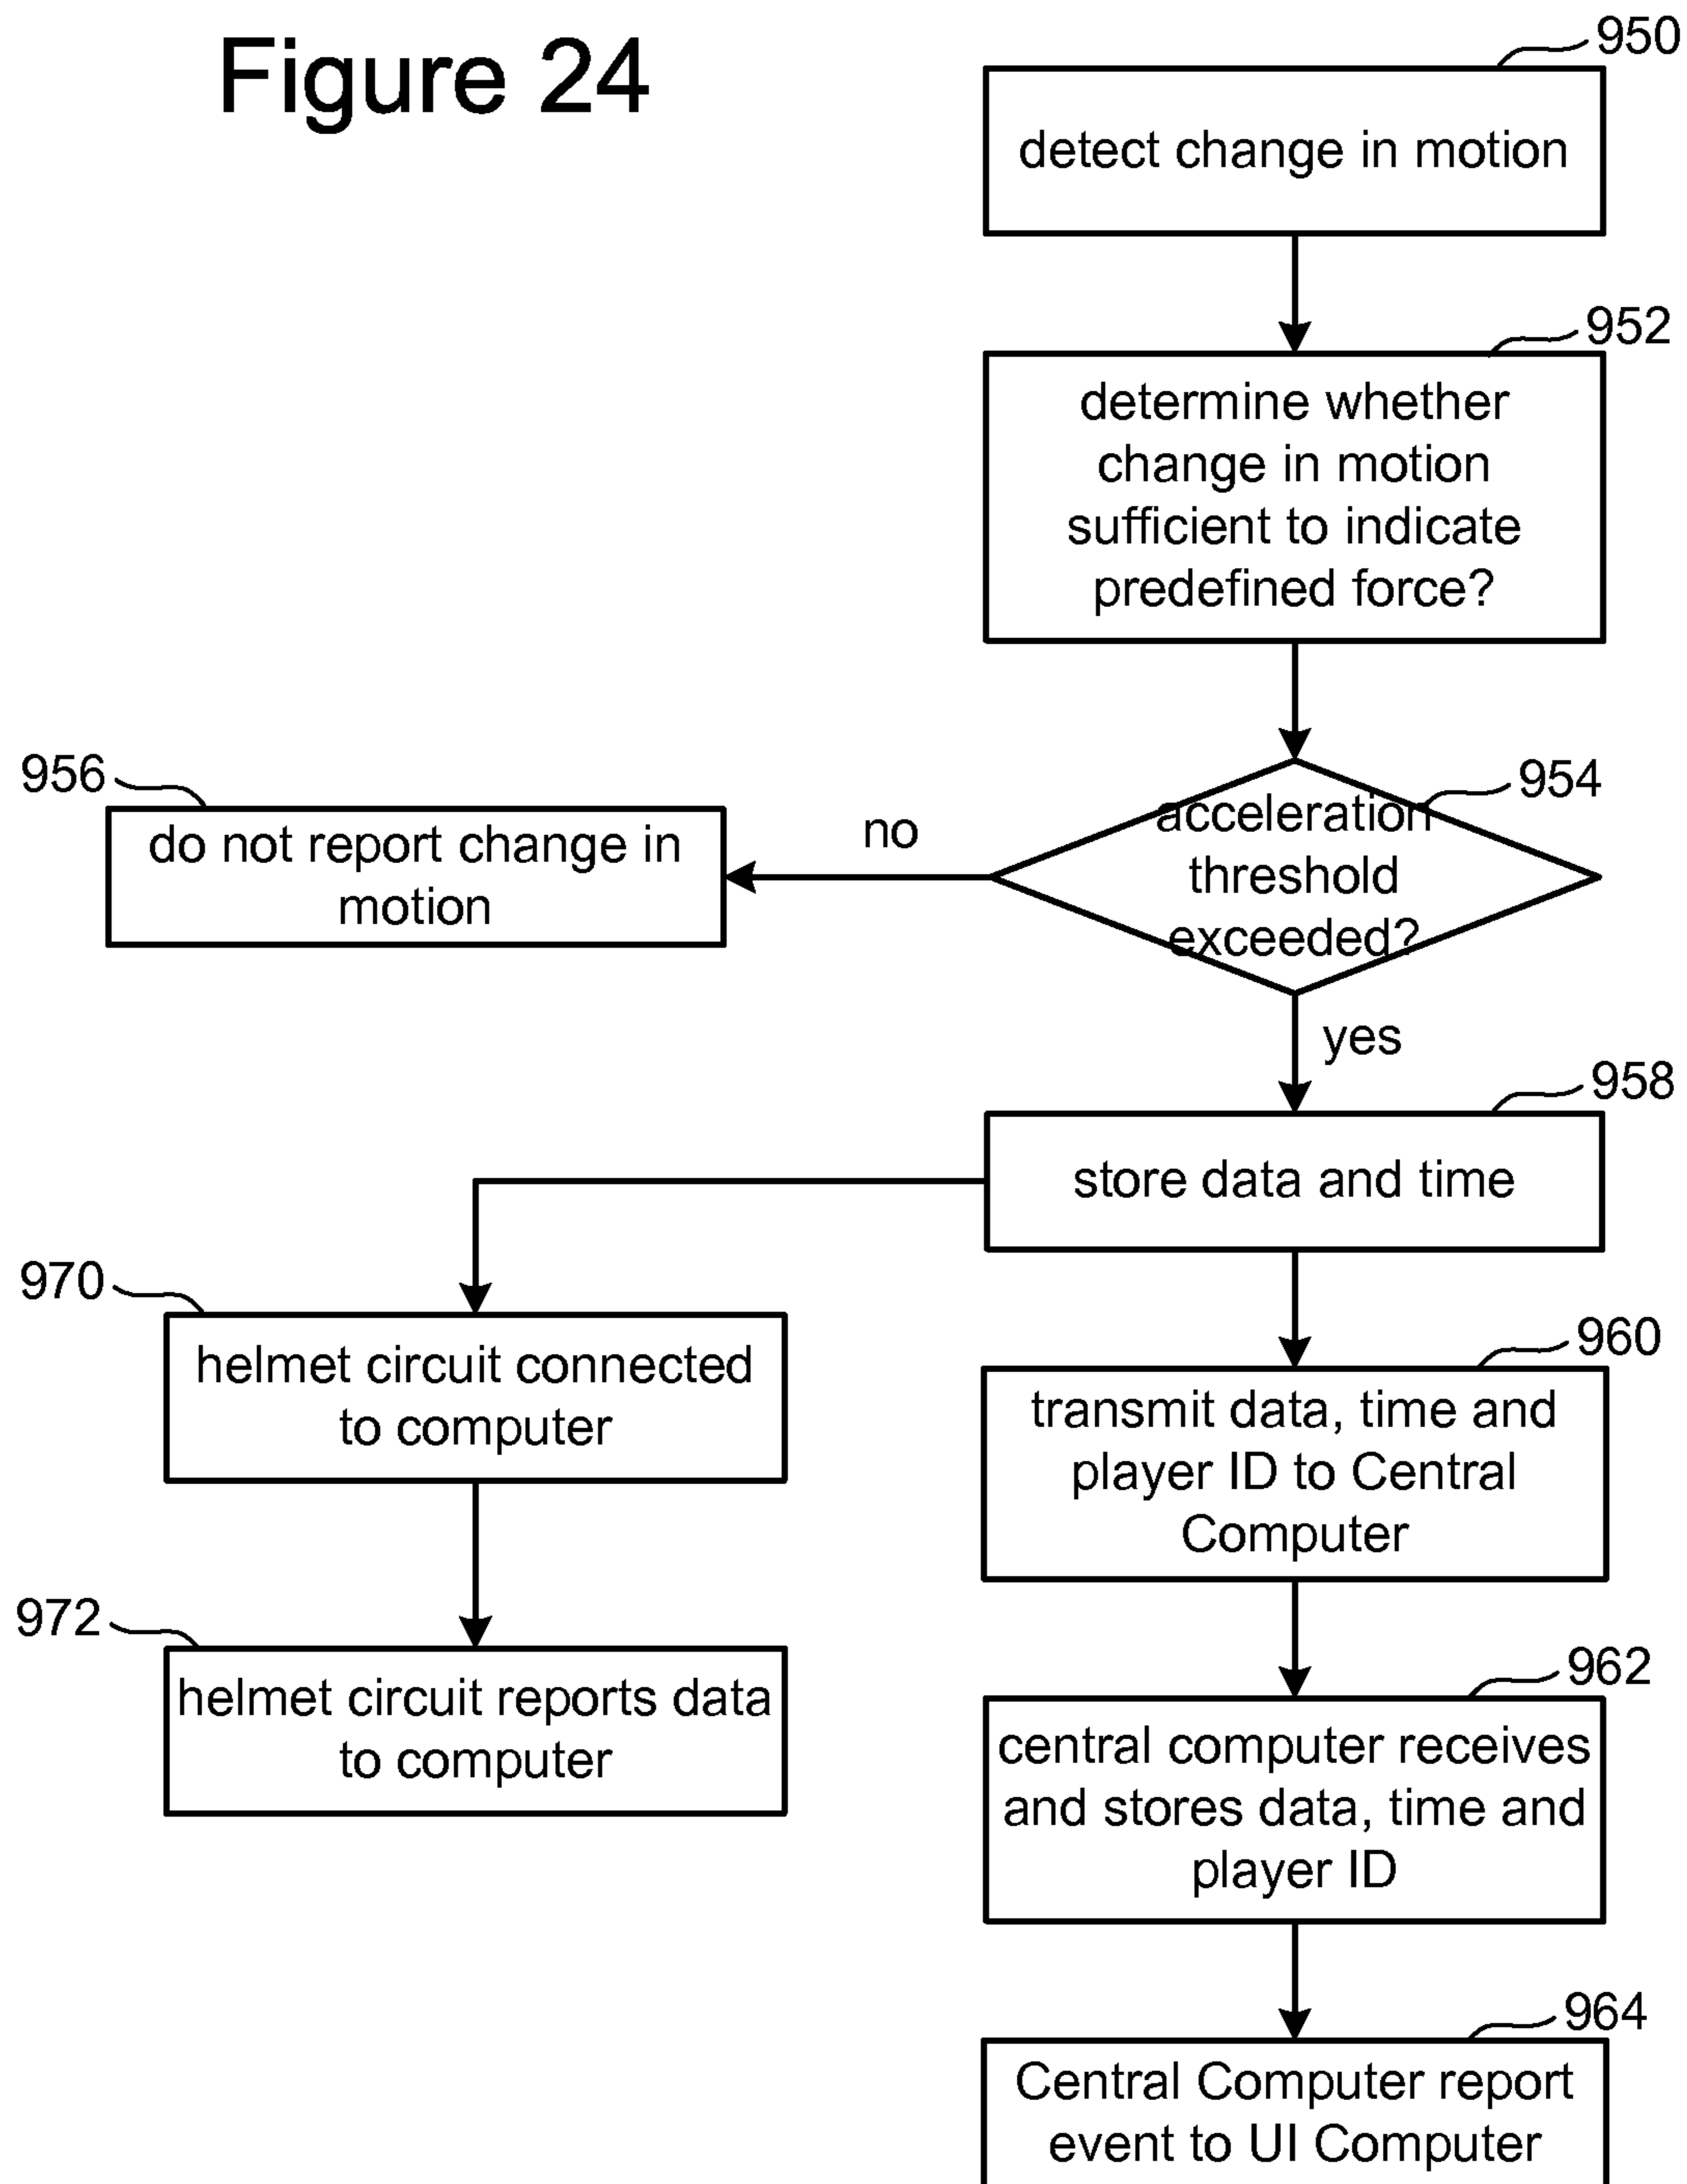 Figure 24
950
detect change in motion
952
determine whether
change in motion
sufficient to indicate
predefined force?
954
acceleration
threshold
exceeded?
no
956
do not report change in
motion
yes
958
store data and time
970
helmet circuit connected
to computer
972
helmet circuit reports data
to computer
960
transmit data, time and
player ID to Central
Computer
962
central computer receives
and stores data, time and
player ID
964
Central Computer report
event to UI Computer